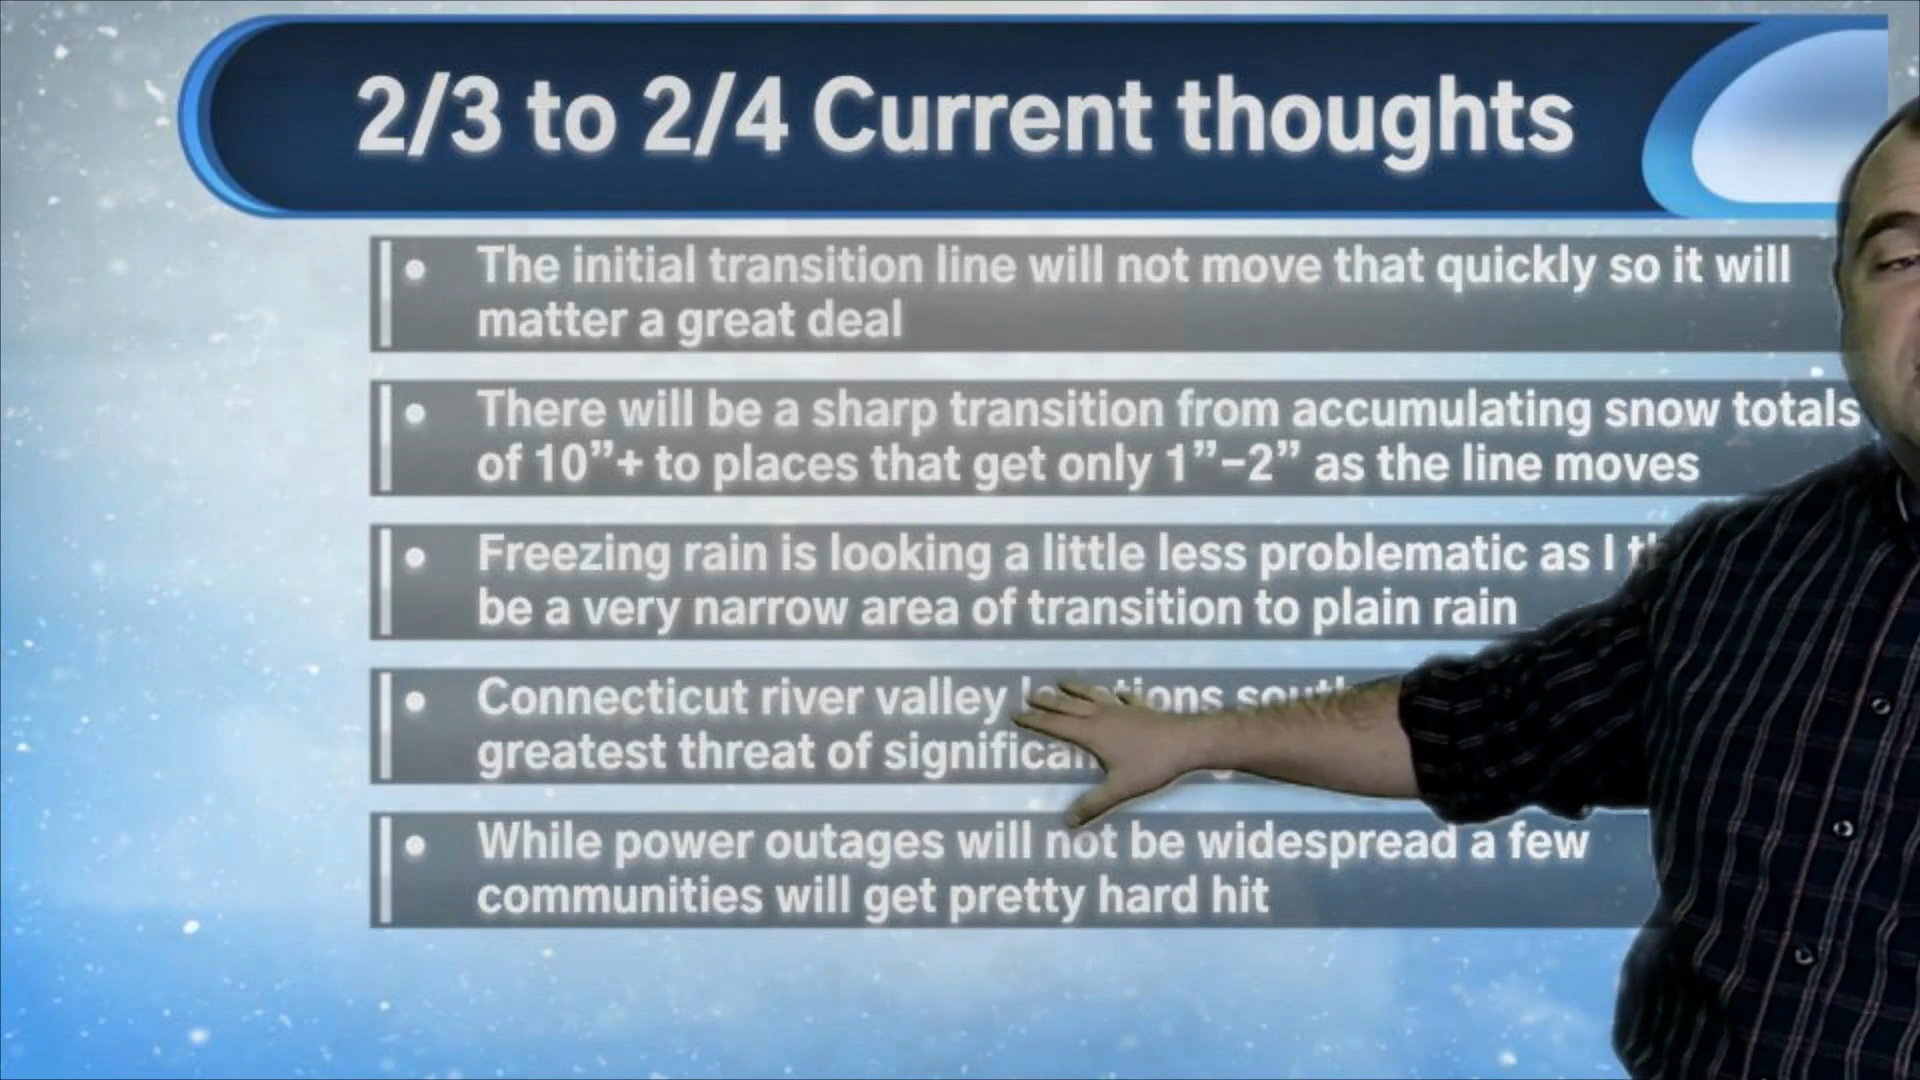 2/3 to 2/4 Current thoughts
• The initial transition line will not move that quickly so it will
matter a great deal
• There will be a sharp transition from accumulating snow totals
of 10”+ to places that get only 1”-2” as the line moves
• Freezing rain is looking a little less problematic as I
be a very narrow area of transition to plain rain
• Connecticut river valley
greatest threat of
• While power outages will not be widespread a few
communities will get pretty hard hit